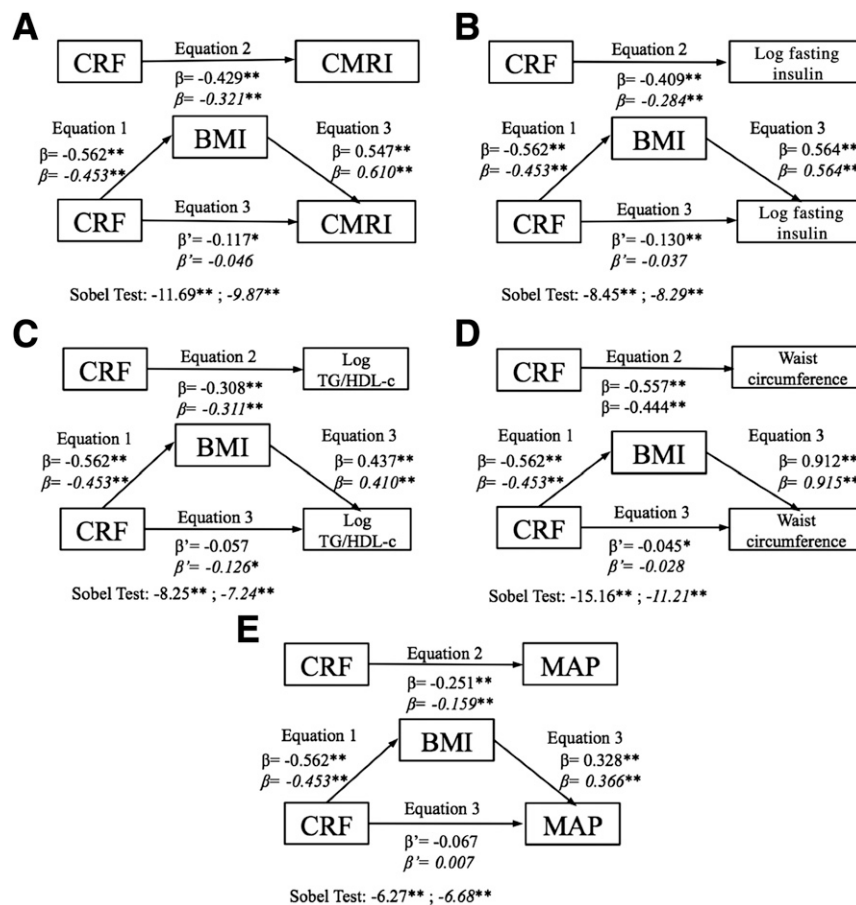 A
CRF
Equation 2
CMRI
β= -0.429**
β= -0.321**
Equation 1
β= -0.562**
β= -0.453**
BMI
Equation 3
β= 0.547**
β= 0.610**
CRF
Equation 3
CMRI
β'= -0.117*
β'= -0.046
Sobel Test: -11.69** ; -9.87**
B
CRF
Equation 2
Log fasting
insulin
β= -0.409**
β= -0.284**
Equation 1
β= -0.562**
β= -0.453**
BMI
Equation 3
β= 0.564**
β= 0.564**
CRF
Equation 3
Log fasting
insulin
β'= -0.130**
β'= -0.037
Sobel Test: -8.45** ; -8.29**
C
CRF
Equation 2
Log
TG/HDL-c
β= -0.308**
β= -0.311**
Equation 1
β= -0.562**
β= -0.453**
BMI
Equation 3
β= 0.437**
β= 0.410**
CRF
Equation 3
Log
TG/HDL-c
β'= -0.057
β'= -0.126*
Sobel Test: -8.25** ; -7.24**
D
CRF
Equation 2
Waist
circumference
β= -0.557**
β= -0.444**
Equation 1
β= -0.562**
β= -0.453**
BMI
Equation 3
β= 0.912**
β= 0.915**
CRF
Equation 3
Waist
circumference
β'= -0.045*
β'= -0.028
Sobel Test: -15.16** ; -11.21**
E
CRF
Equation 2
MAP
β= -0.251**
β= -0.159**
Equation 1
β= -0.562**
β= -0.453**
BMI
Equation 3
β= 0.328**
β= 0.366**
CRF
Equation 3
MAP
β'= -0.067
β'= 0.007
Sobel Test: -6.27** ; -6.68**